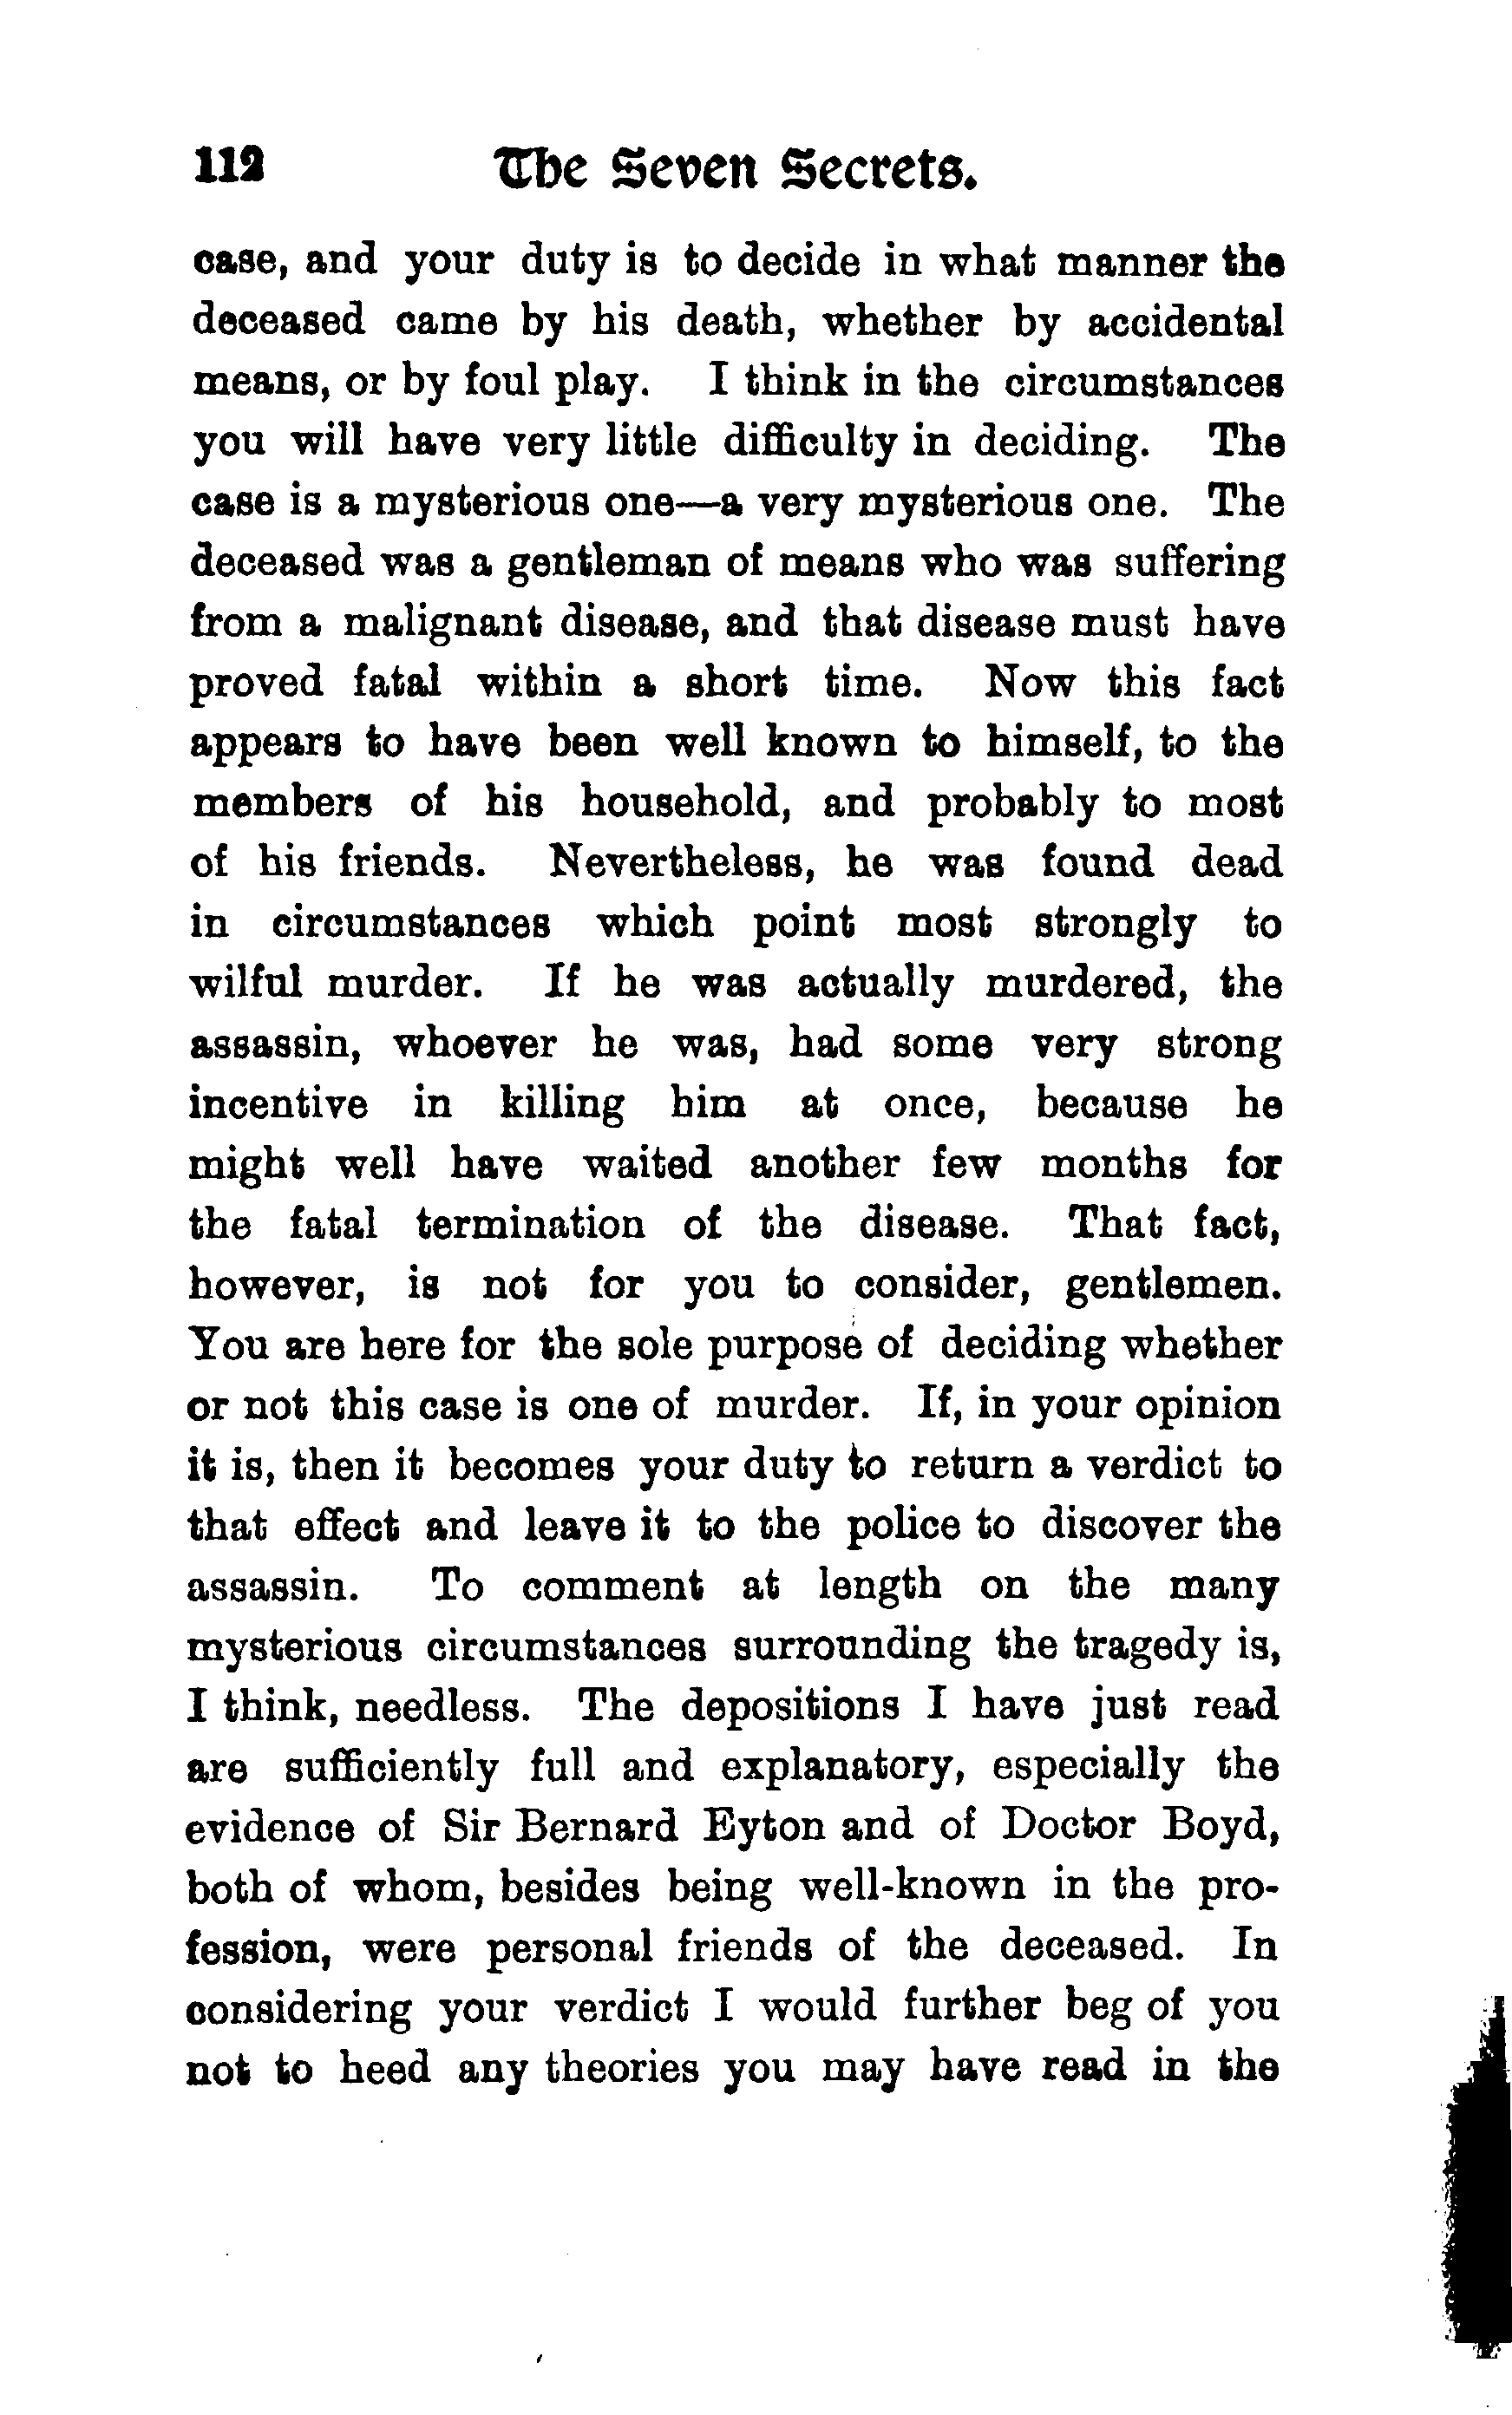 112 The Seven Secrets.
case, and your duty is to decide in what manner the
deceased came by his death, whether by accidental
means, or by foul play. I think in the circumstances
you will have very little difficulty in deciding. The
case is a mysterious one—a very mysterious one. The
deceased was a gentleman of means who was suffering
from a malignant disease, and that disease must have
proved fatal within a short time. Now this fact
appears to have been well known to himself, to the
members of his household, and probably to most
of his friends. Nevertheless, he was found dead
in circumstances which point most strongly to
wilful murder. If he was actually murdered, the
assassin, whoever he was, had some very strong
incentive in killing him at once, because he
might well have waited another few months for
the fatal termination of the disease. That fact,
however, is not for you to consider, gentlemen.
You are here for the sole purpose of deciding whether
or not this case is one of murder. If, in your opinion
it is, then it becomes your duty to return a verdict to
that effect and leave it to the police to discover the
assassin. To comment at length on the many
mysterious circumstances surrounding the tragedy is,
I think, needless. The depositions I have just read
are sufficiently full and explanatory, especially the
evidence of Sir Bernard Eyton and of Doctor Boyd,
both of whom, besides being well-known in the pro-
fession, were personal friends of the deceased. In
considering your verdict I would further beg of you
not to heed any theories you may have read in the